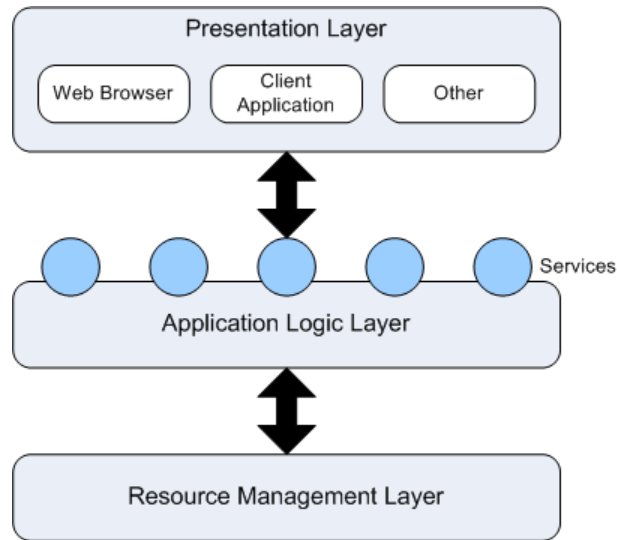 Presentation Layer
Web Browser
Client
Application
Other
Services
Application Logic Layer
Resource Management Layer